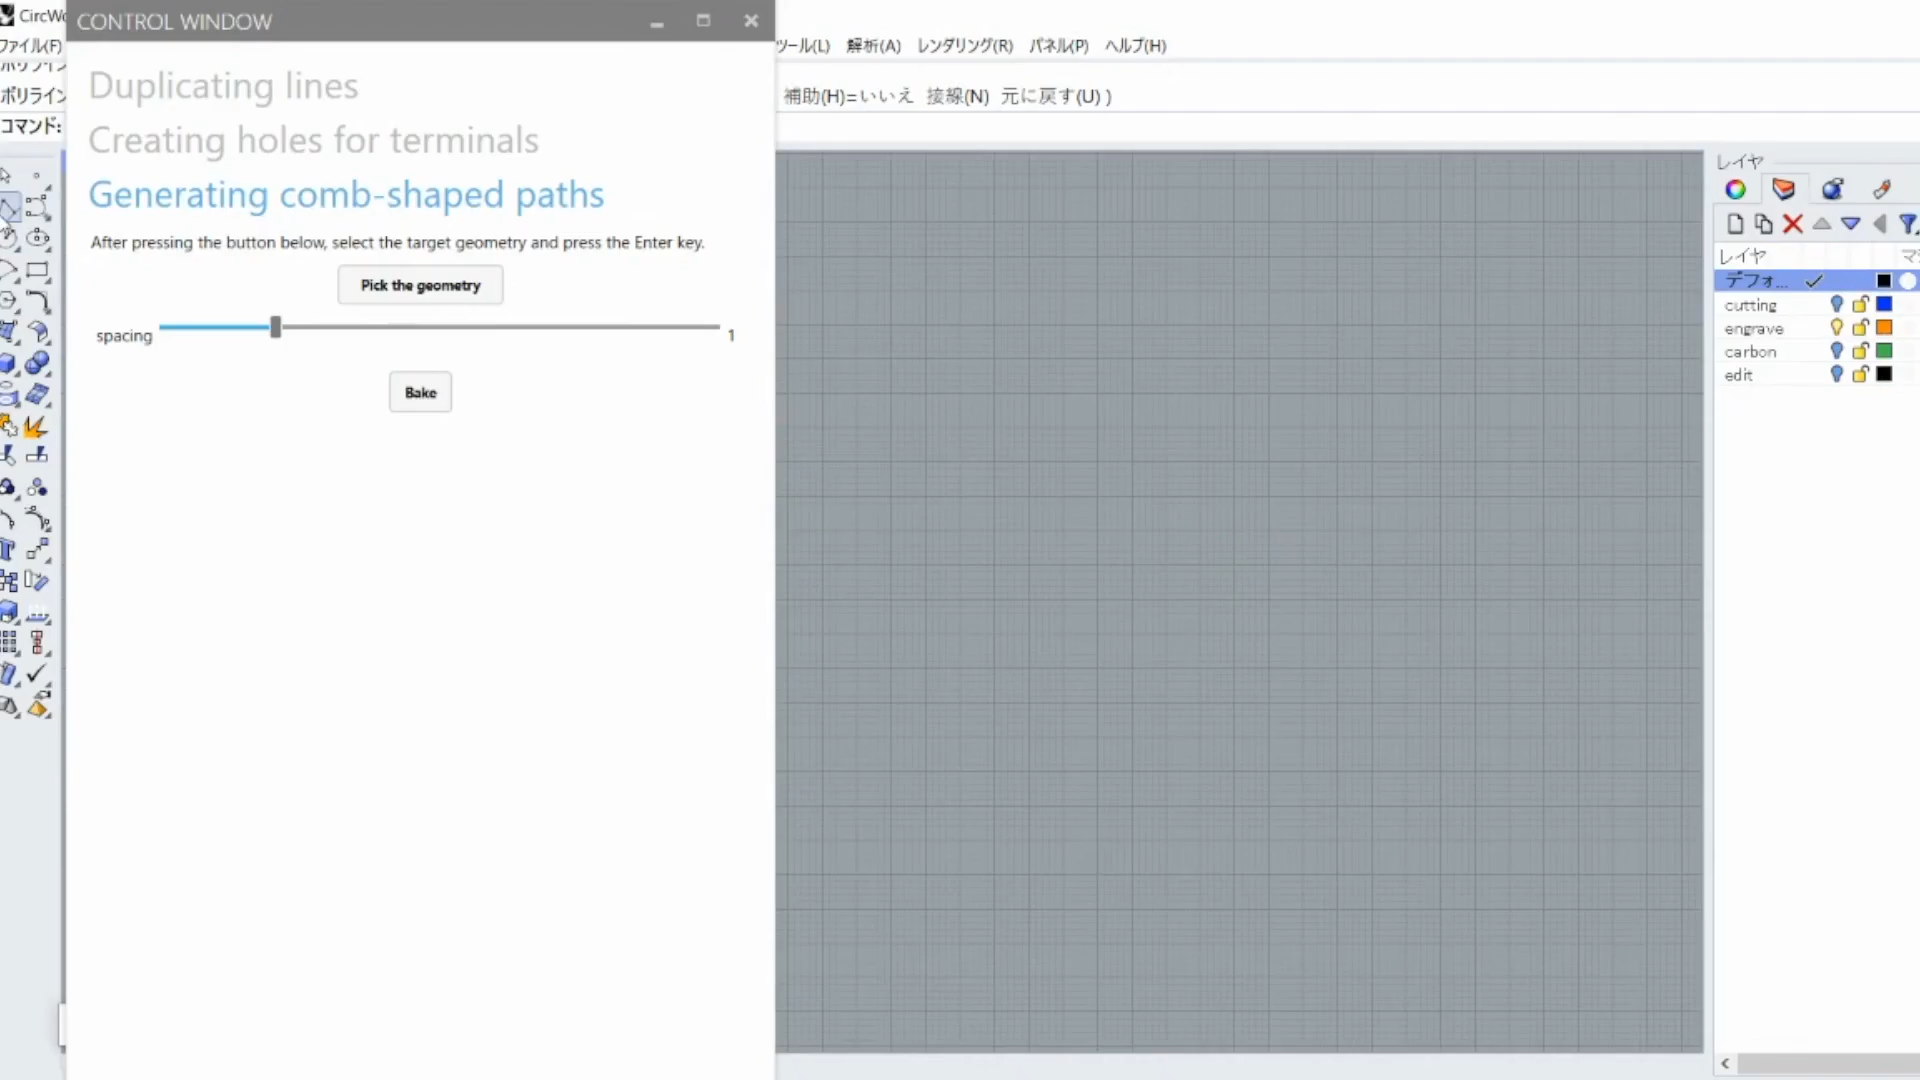 CONTROL WINDOW
ファイル(F)
ツール(L) 解析(A) レンダリング(R) パネル(P) ヘルプ(H)
ポリライン
補助(H)=いいえ 接線(N) 元に戻す(U) )
コマンド:
Duplicating lines
Creating holes for terminals
Generating comb-shaped paths
After pressing the button below, select the target geometry and press the Enter key.
Pick the geometry
spacing
1
Bake
レイヤ
レイヤ
デフォ...
cutting
engrave
carbon
edit